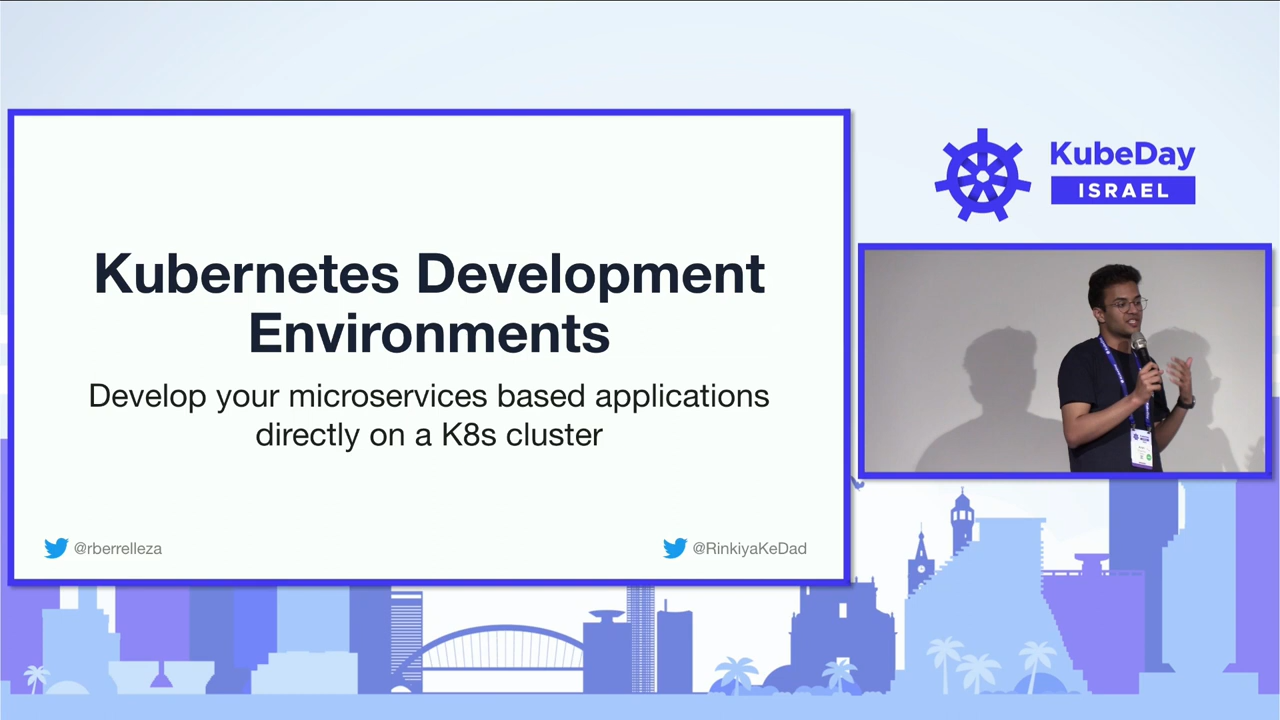 Kubernetes Development
Environments
Develop your microservices based applications
directly on a K8s cluster
@rberrelleza
@RinkiyaKeDad
KubeDay
ISRAEL